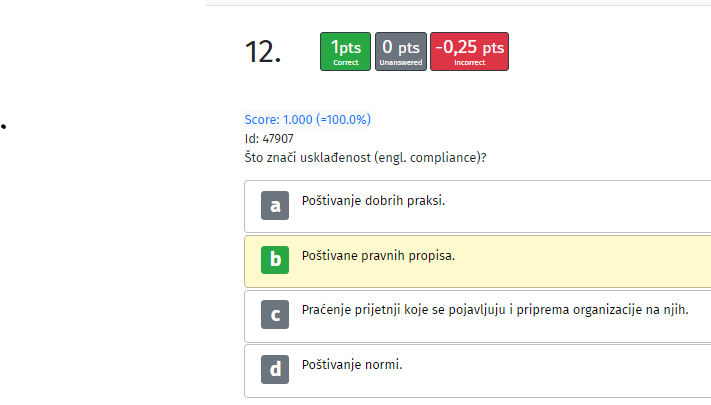 12.
1pts
Correct
0 pts
Unanswered
-0,25 pts
Incorrect
Score: 1.000 (=100.0%)
Id: 47907
Što znači usklađenost (engl. compliance)?
a Poštivanje dobrih praksi.
b Poštivane pravnih propisa.
c Praćenje prijetnji koje se pojavljuju i priprema organizacije na njih.
d Poštivanje normi.